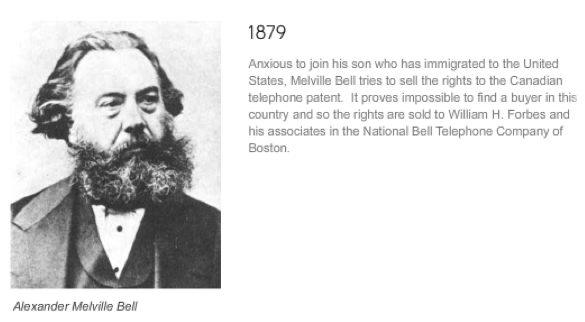 1879
Anxious to join his son who has immigrated to the United
States, Melville Bell tries to sell the rights to the Canadian
telephone patent.  It proves impossible to find a buyer in this
country and so the rights are sold to William H. Forbes and
his associates in the National Bell Telephone Company of
Boston.
Alexander Melville Bell